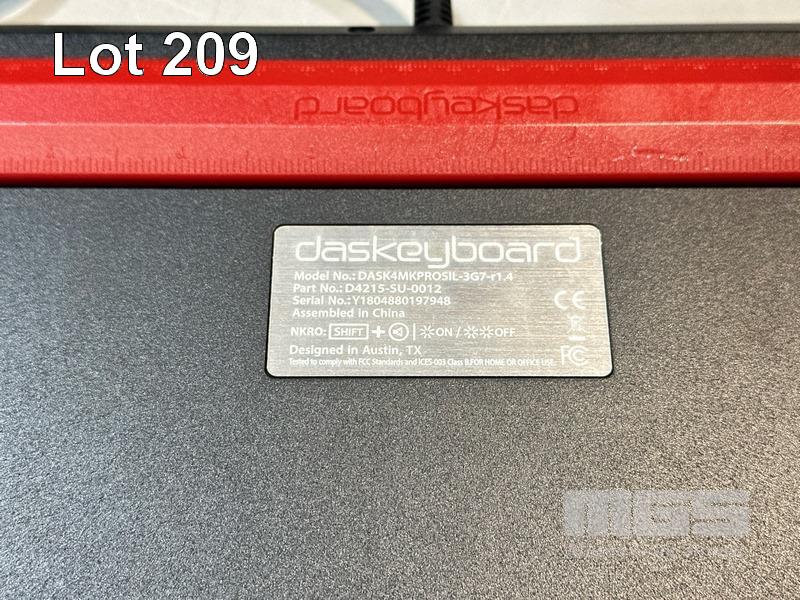 Lot 209
daskeyboard
daskeyboard
Model No.: DASK4MKPROSIL-3G7-r1.4
Part No.: D4215-SU-0012
Serial No.: Y1804880197948
Assembled in China
CE
NKRO: SHIFT + | ON / OFF
Designed in Austin, TX
FC
Tested to comply with FCC Standards and ICES-003 Class B.FOR HOME OR OFFICE USE.
MGS